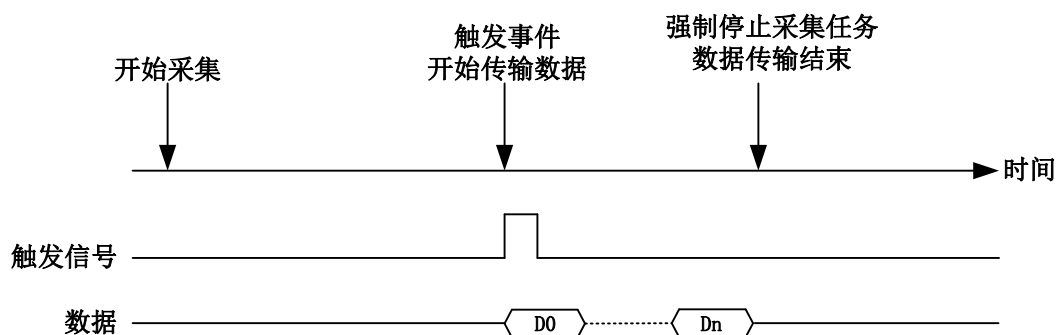 开始采集
触发事件
开始传输数据
强制停止采集任务
数据传输结束
时间
触发信号
数据
D0
Dn